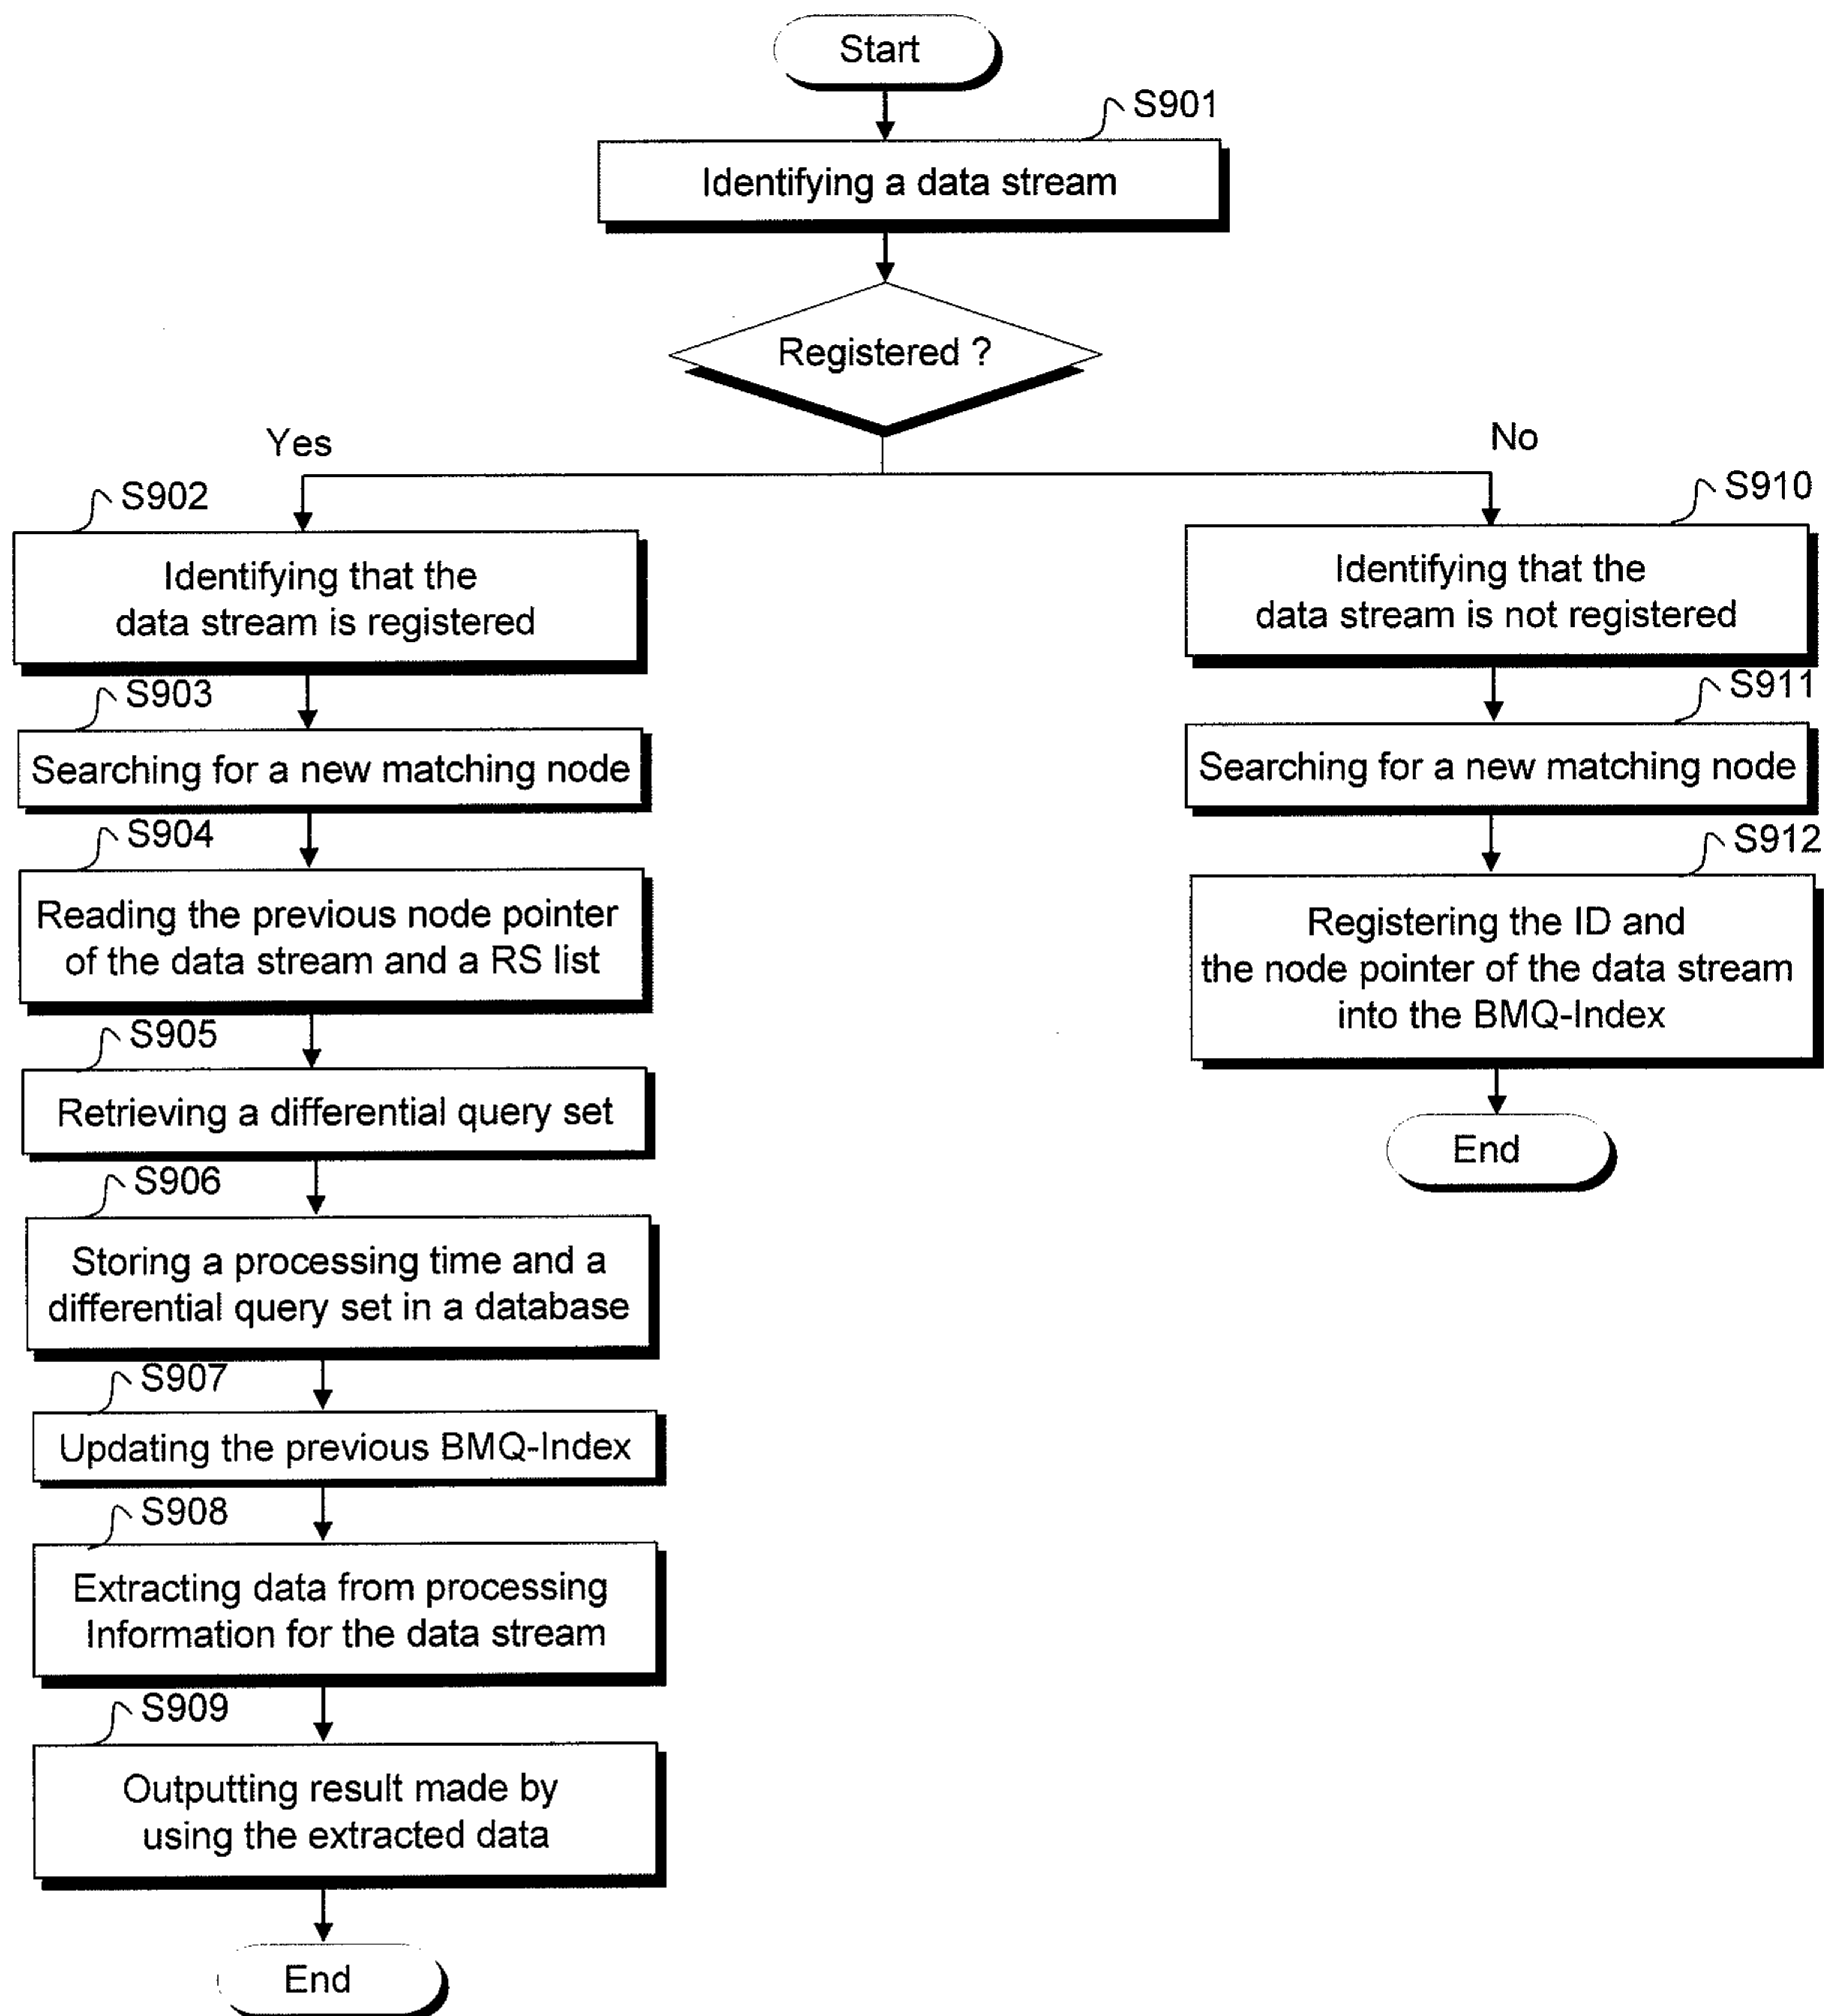 Start
S901
Identifying a data stream
Registered ?
Yes
No
S902
Identifying that the
data stream is registered
S903
Searching for a new matching node
S904
Reading the previous node pointer
of the data stream and a RS list
S905
Retrieving a differential query set
S906
Storing a processing time and a
differential query set in a database
S907
Updating the previous BMQ-Index
S908
Extracting data from processing
Information for the data stream
S909
Outputting result made by
using the extracted data
End
S910
Identifying that the
data stream is not registered
S911
Searching for a new matching node
S912
Registering the ID and
the node pointer of the data stream
into the BMQ-Index
End